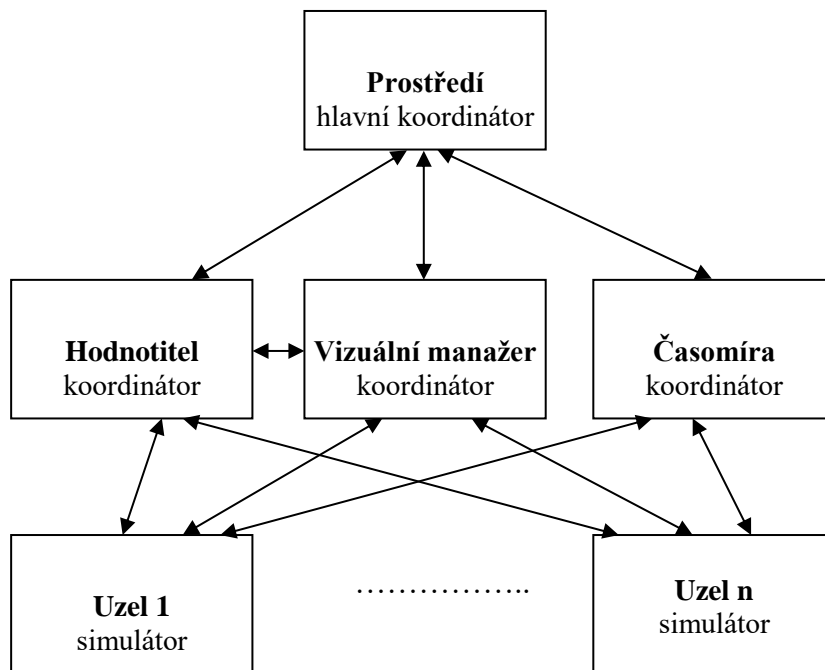 Prostředí
hlavní koordinátor
Hodnotitel
koordinátor
Vizuální manažer
koordinátor
Časomíra
koordinátor
Uzel 1
simulátor
……………..
Uzel n
simulátor